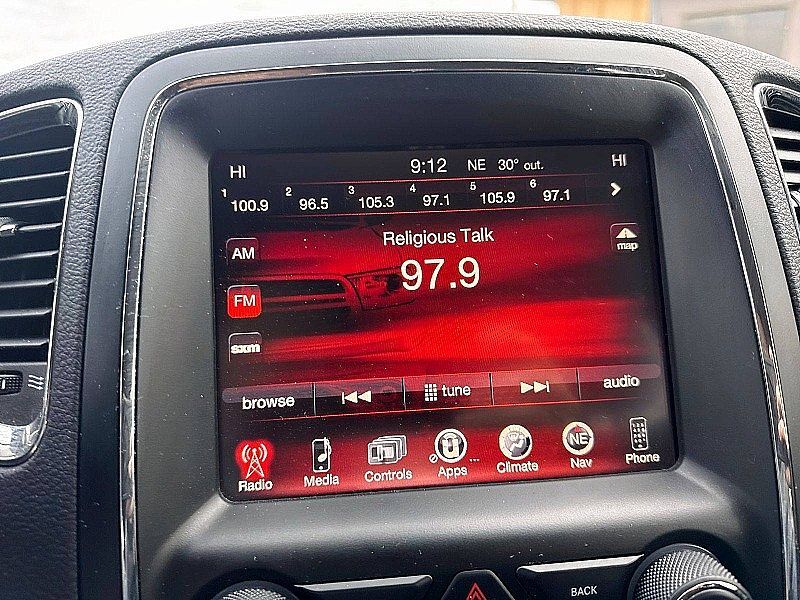 HI 9:12 NE 30° out. HI
1 100.9 2 96.5 3 105.3 4 97.1 5 105.9 6 97.1
Religious Talk
map
AM
97.9
FM
sxm
browse tune audio
Radio Media Controls Apps Climate NE Nav Phone
BACK